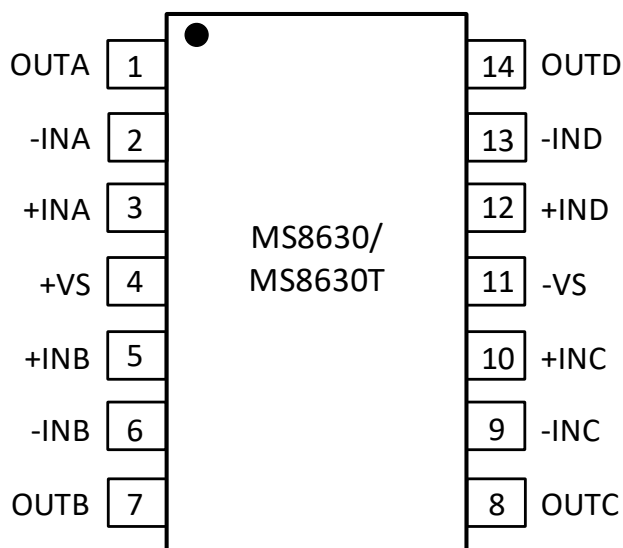 OUTA 1 14 OUTD
-INA 2 13 -IND
+INA 3 12 +IND
MS8630/
MS8630T
+VS 4 11 -VS
+INB 5 10 +INC
-INB 6 9 -INC
OUTB 7 8 OUTC